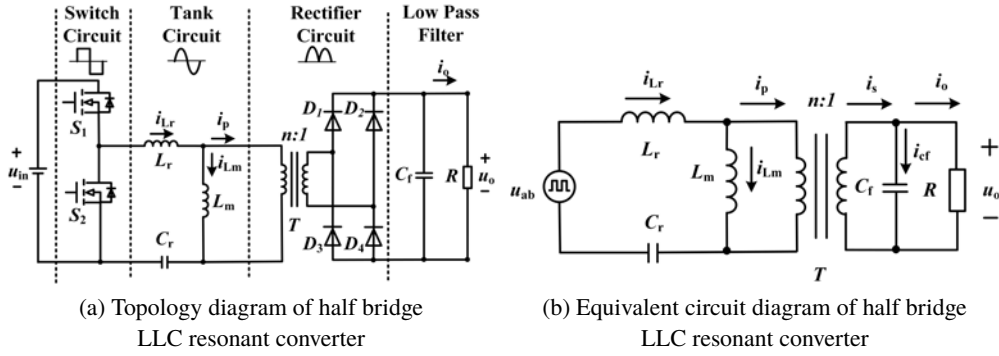 Switch Circuit
Tank Circuit
Rectifier Circuit
Low Pass Filter
i_o
S_1
i_Lr
i_p
n:1
D_1
D_2
L_r
u_in
i_Lm
C_f
R
+
u_o
−
S_2
L_m
T
C_r
D_3
D_4
(a) Topology diagram of half bridge
LLC resonant converter
i_Lr
i_p
n:1
i_s
i_o
L_r
u_ab
L_m
i_Lm
i_cf
C_f
R
+
u_o
−
C_r
T
(b) Equivalent circuit diagram of half bridge
LLC resonant converter